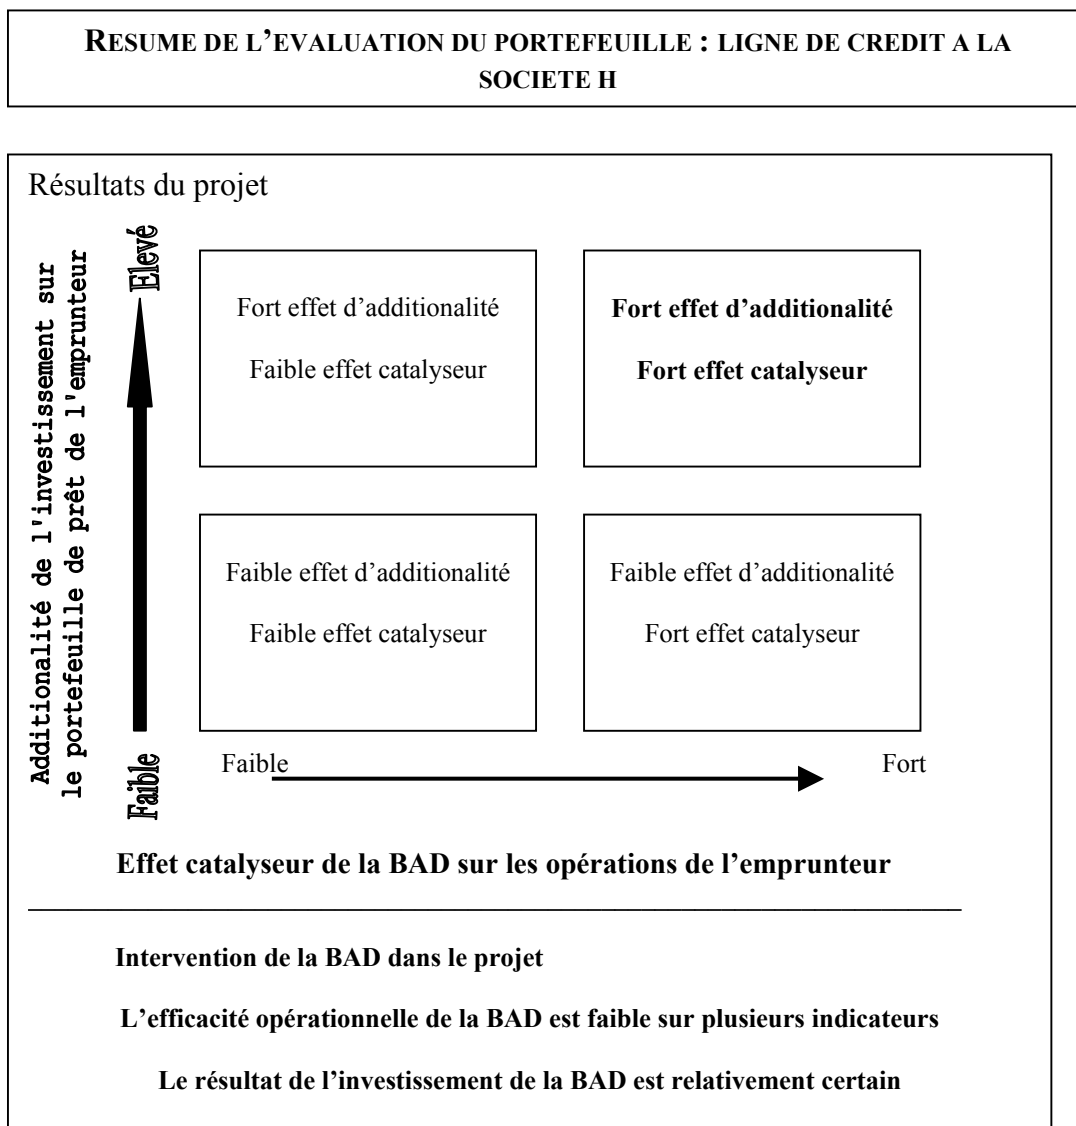 RESUME DE L’EVALUATION DU PORTEFEUILLE : LIGNE DE CREDIT A LA
SOCIETE H
Résultats du projet
Additionalité de l'investissement sur
le portefeuille de prêt de l'emprunteur
Elevé
Faible
Fort effet d’additionalité
Faible effet catalyseur
Fort effet d’additionalité
Fort effet catalyseur
Faible effet d’additionalité
Faible effet catalyseur
Faible effet d’additionalité
Fort effet catalyseur
Faible
Fort
Effet catalyseur de la BAD sur les opérations de l’emprunteur
Intervention de la BAD dans le projet
L’efficacité opérationnelle de la BAD est faible sur plusieurs indicateurs
Le résultat de l’investissement de la BAD est relativement certain